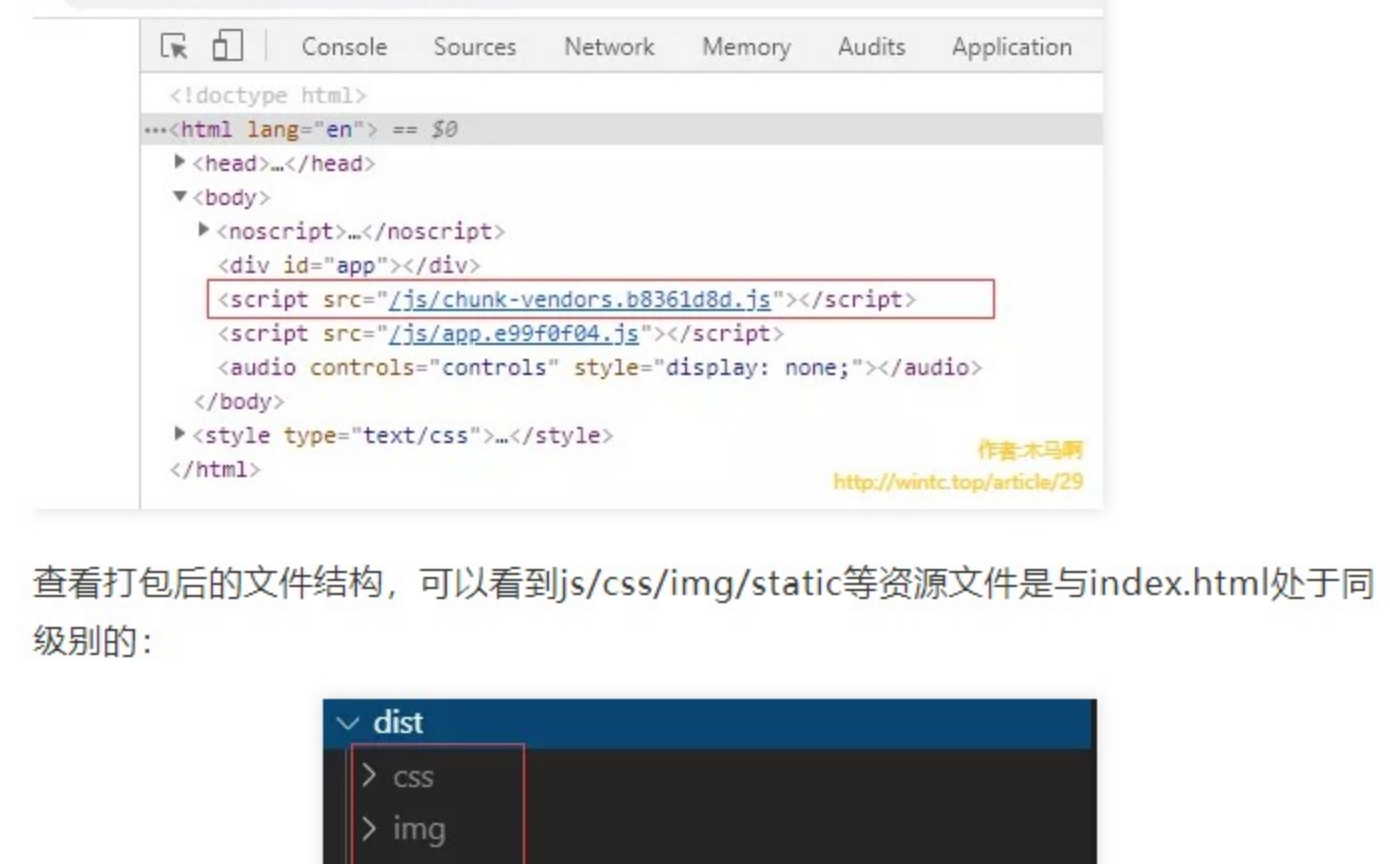 Console Sources Network Memory Audits Application
<!doctype html>
…<html lang="en"> == $0
<head>…</head>
<body>
<noscript>…</noscript>
<div id="app"></div>
<script src="/js/chunk-vendors.b8361d8d.js"></script>
<script src="/js/app.e99f0f04.js"></script>
<audio controls="controls" style="display: none;"></audio>
</body>
<style type="text/css">…</style>
</html>
作者:木马啊
http://wintc.top/article/29
查看打包后的文件结构，可以看到js/css/img/static等资源文件是与index.html处于同
级别的：
dist
css
img